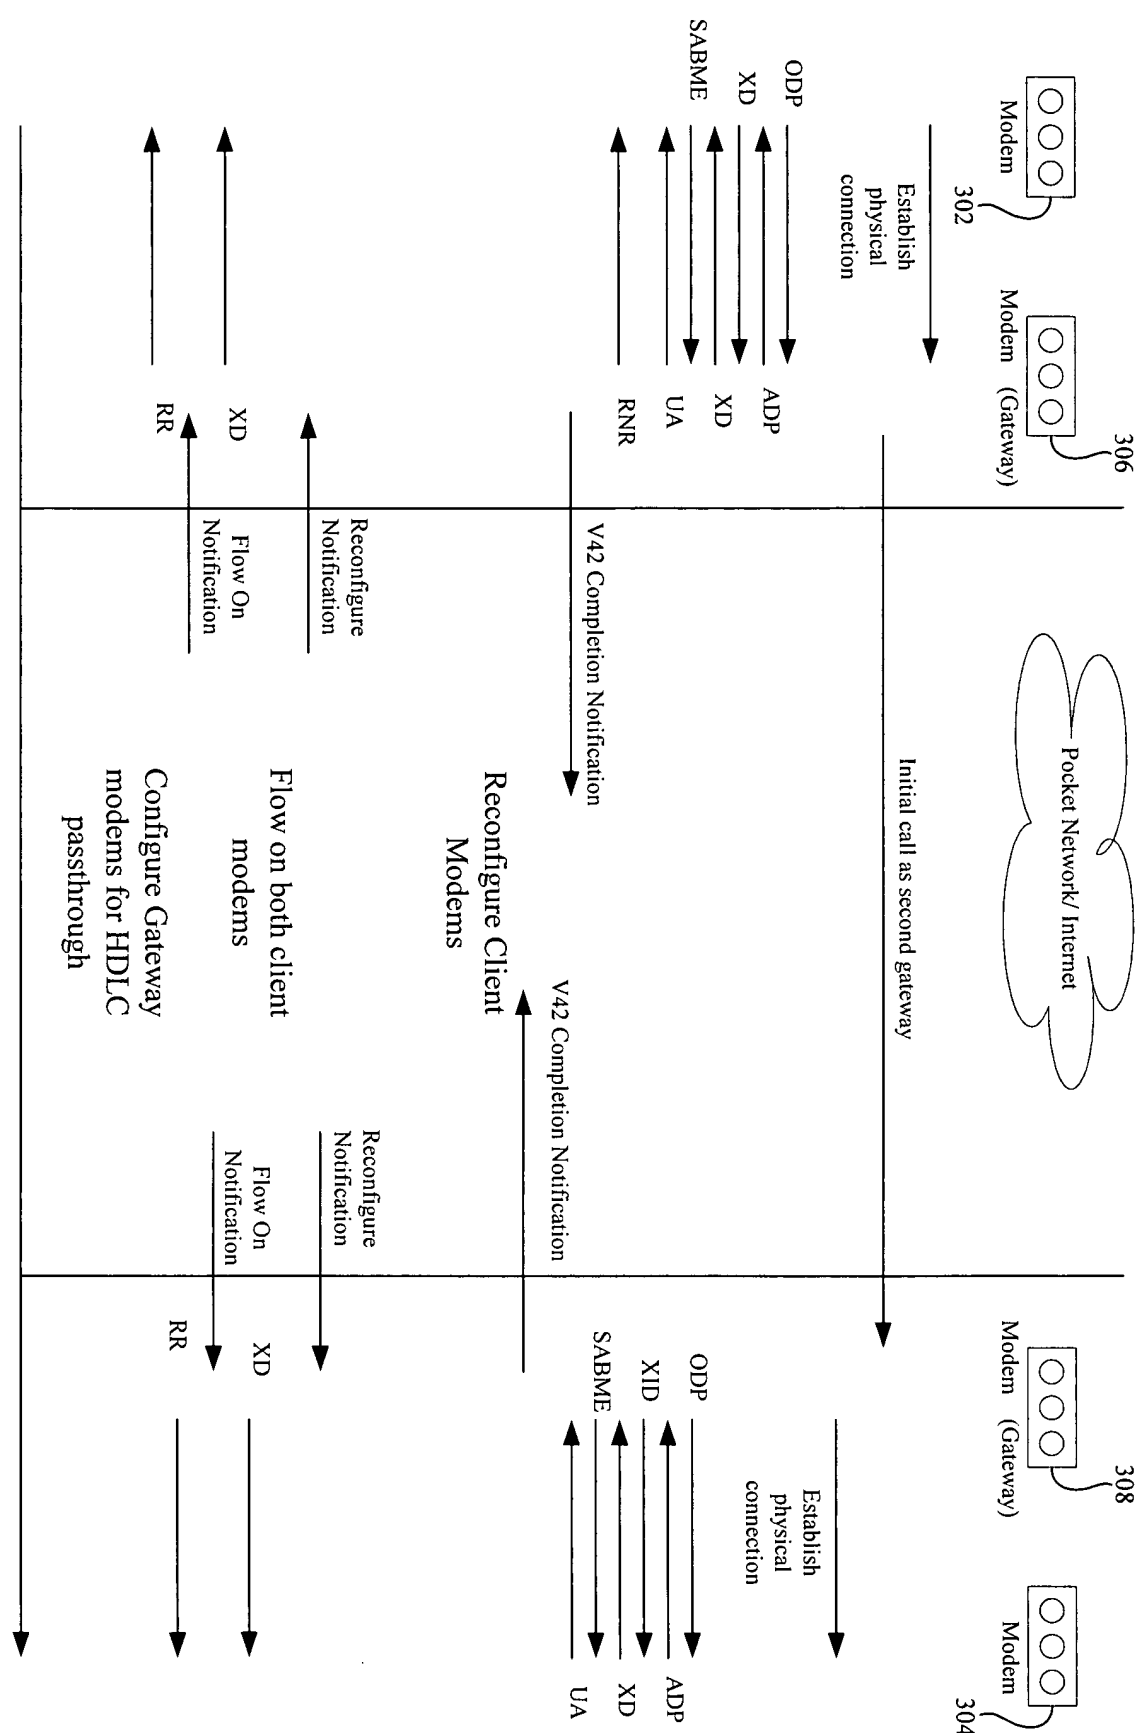 Modem
302
Modem (Gateway)
306
Pocket Network/ Internet
Modem (Gateway)
308
Modem
304
Establish
physical
connection
Initial call as second gateway
Establish
physical
connection
ODP
ADP
XD
XD
SABME
UA
RNR
ODP
ADP
XID
XD
SABME
UA
V42 Completion Notification
V42 Completion Notification
Reconfigure Client
Modems
Reconfigure
Notification
Reconfigure
Notification
Flow on both client
modems
XD
Flow On
Notification
RR
Flow On
Notification
XD
RR
Configure Gateway
modems for HDLC
passthrough